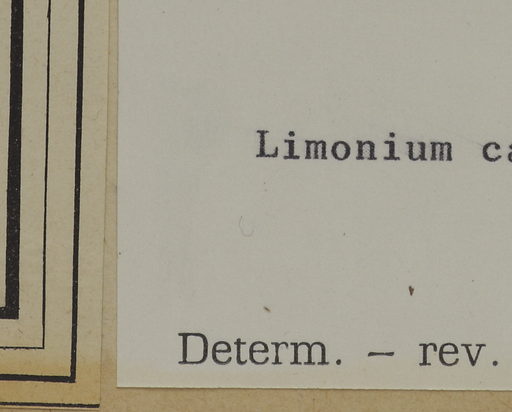 Limonium ca
Determ. – rev.